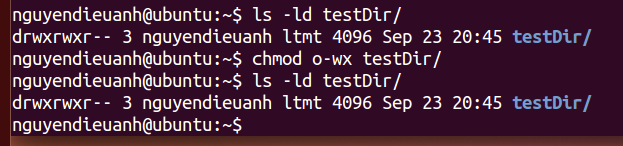 nguyendieuanh@ubuntu:~$ ls -ld testDir/
drwxrwxr-- 3 nguyendieuanh ltmt 4096 Sep 23 20:45 testDir/
nguyendieuanh@ubuntu:~$ chmod o-wx testDir/
nguyendieuanh@ubuntu:~$ ls -ld testDir/
drwxrwxr-- 3 nguyendieuanh ltmt 4096 Sep 23 20:45 testDir/
nguyendieuanh@ubuntu:~$